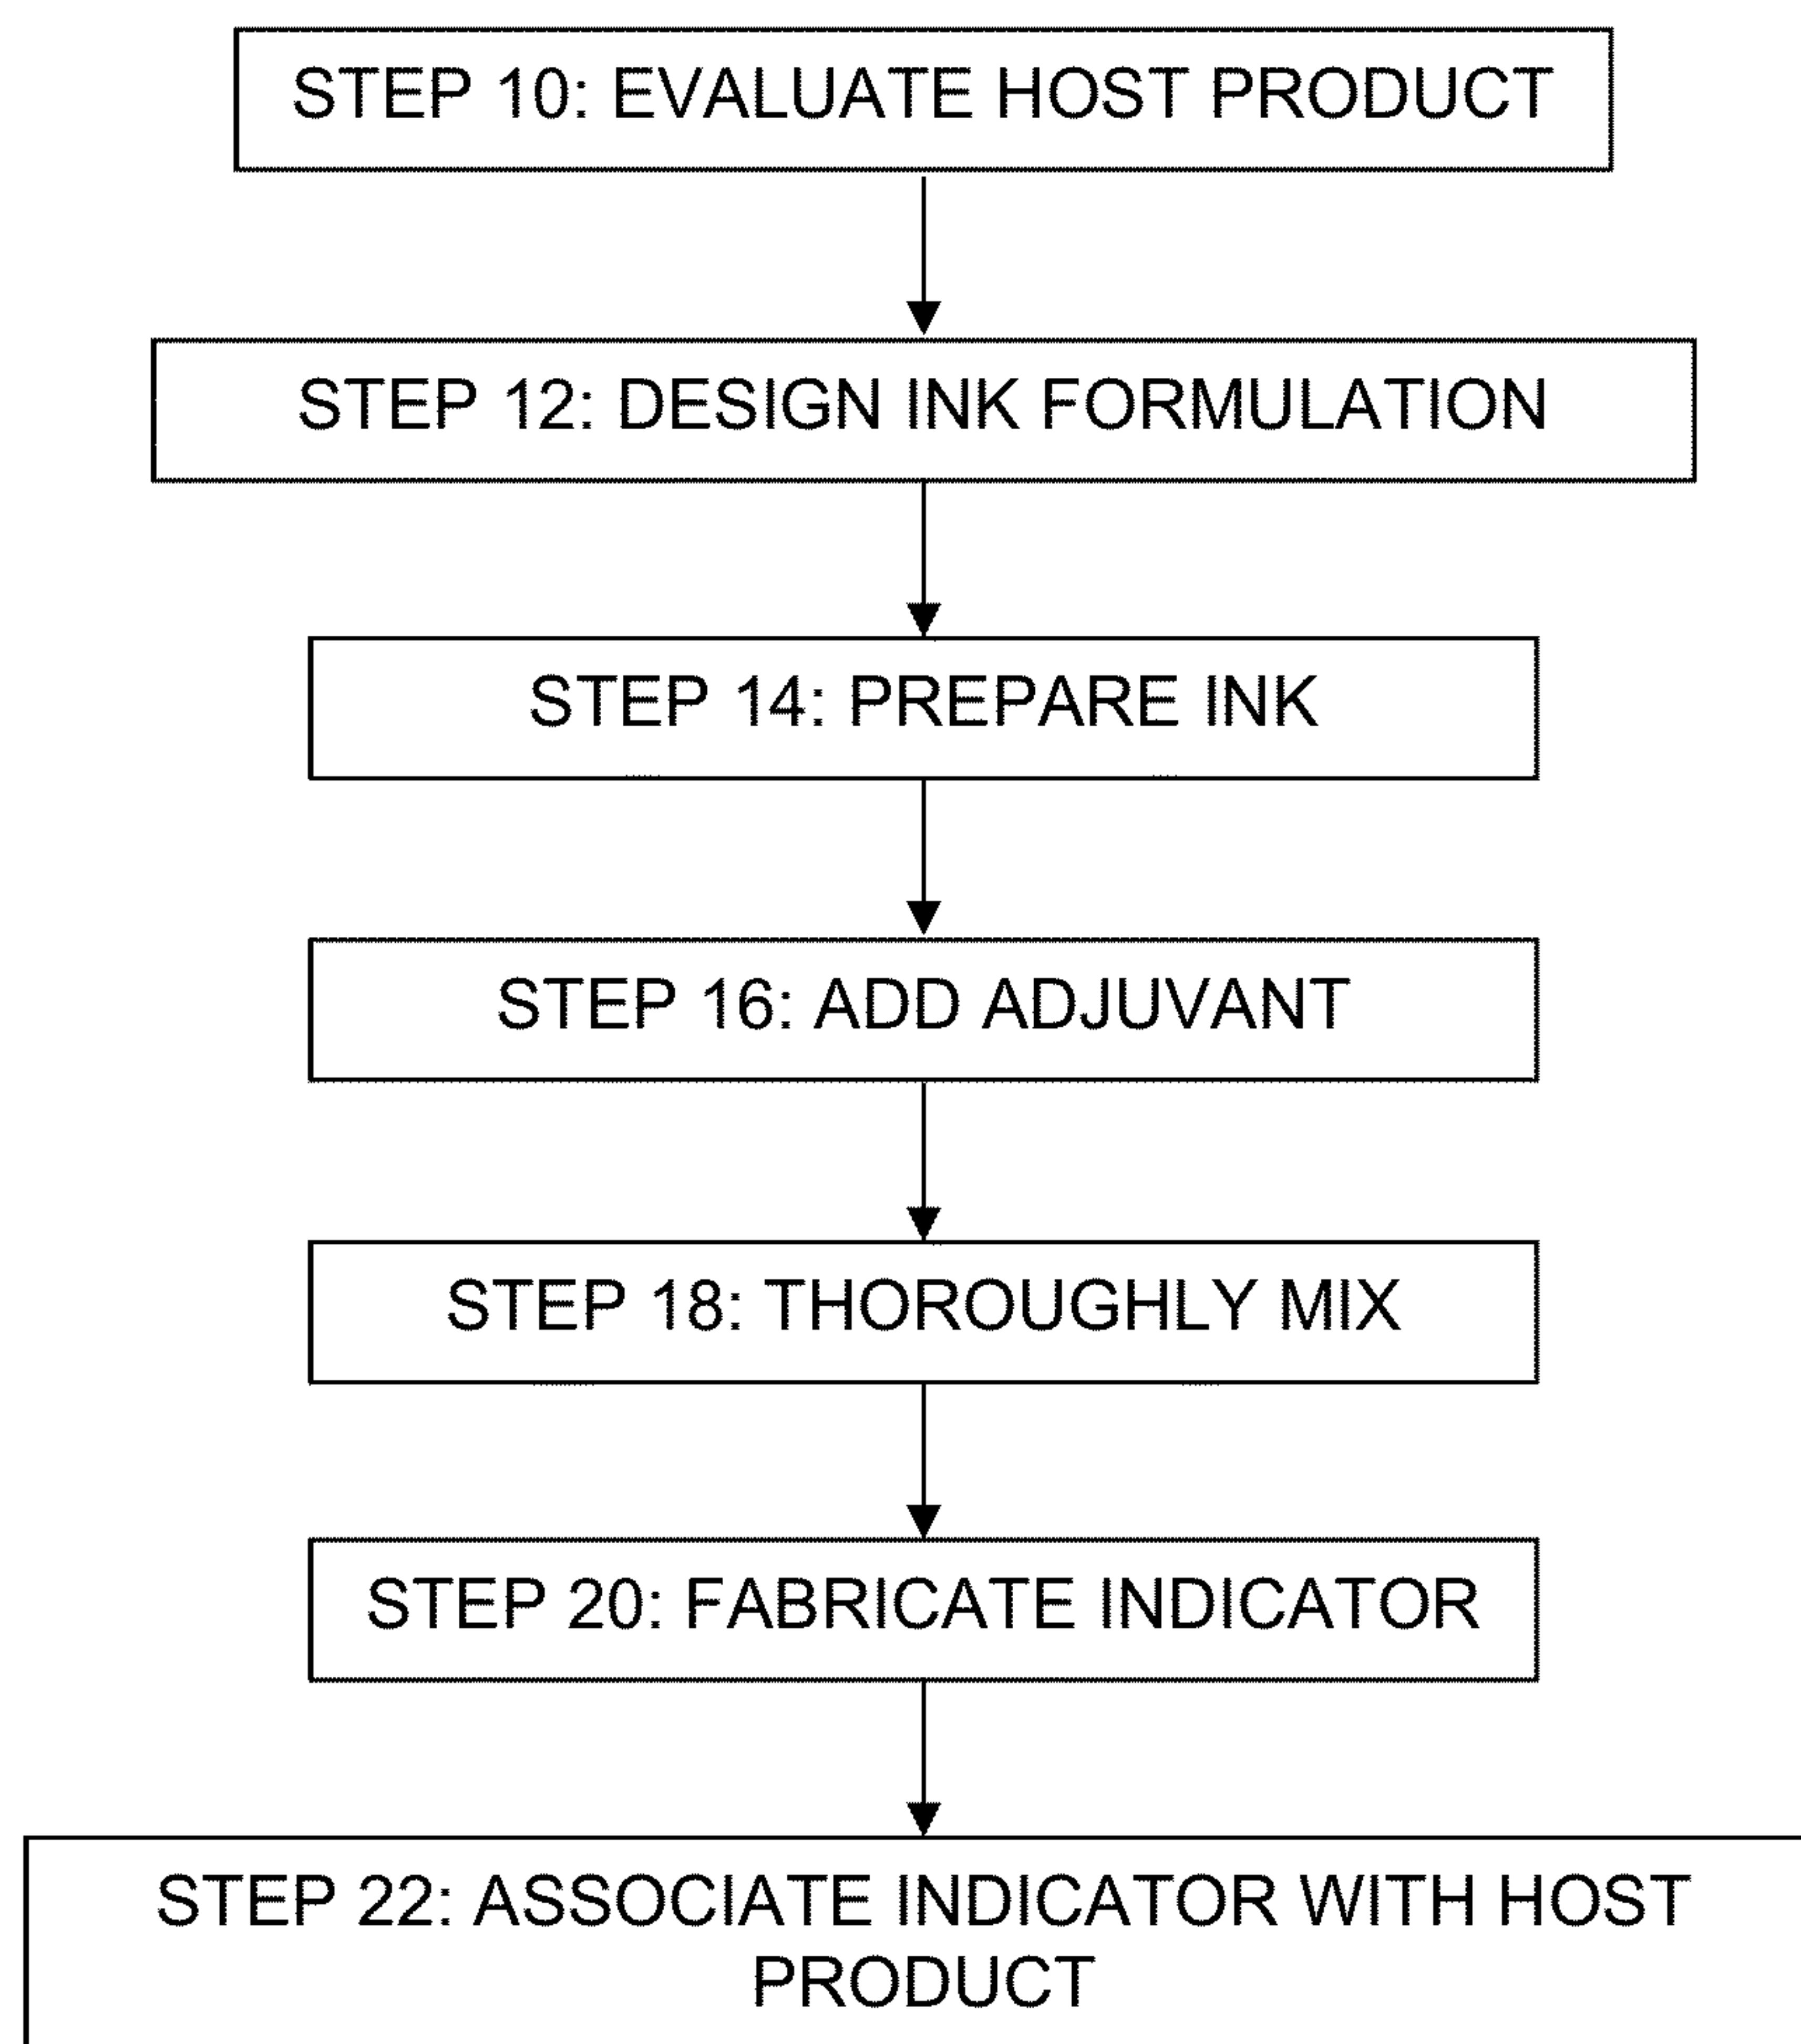 STEP 10: EVALUATE HOST PRODUCT
STEP 12: DESIGN INK FORMULATION
STEP 14: PREPARE INK
STEP 16: ADD ADJUVANT
STEP 18: THOROUGHLY MIX
STEP 20: FABRICATE INDICATOR
STEP 22: ASSOCIATE INDICATOR WITH HOST
PRODUCT